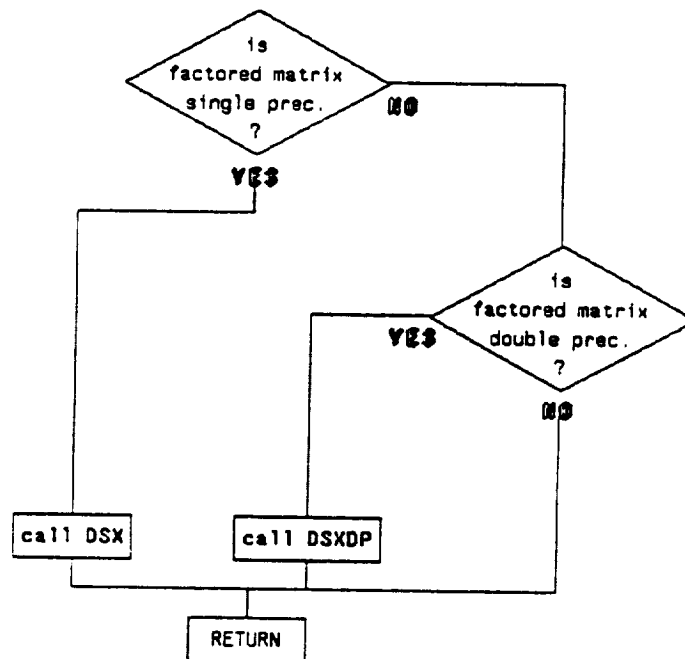 is
factored matrix
single prec.
?
NO
YES
is
factored matrix
double prec.
?
YES
NO
call DSX
call DSXDP
RETURN